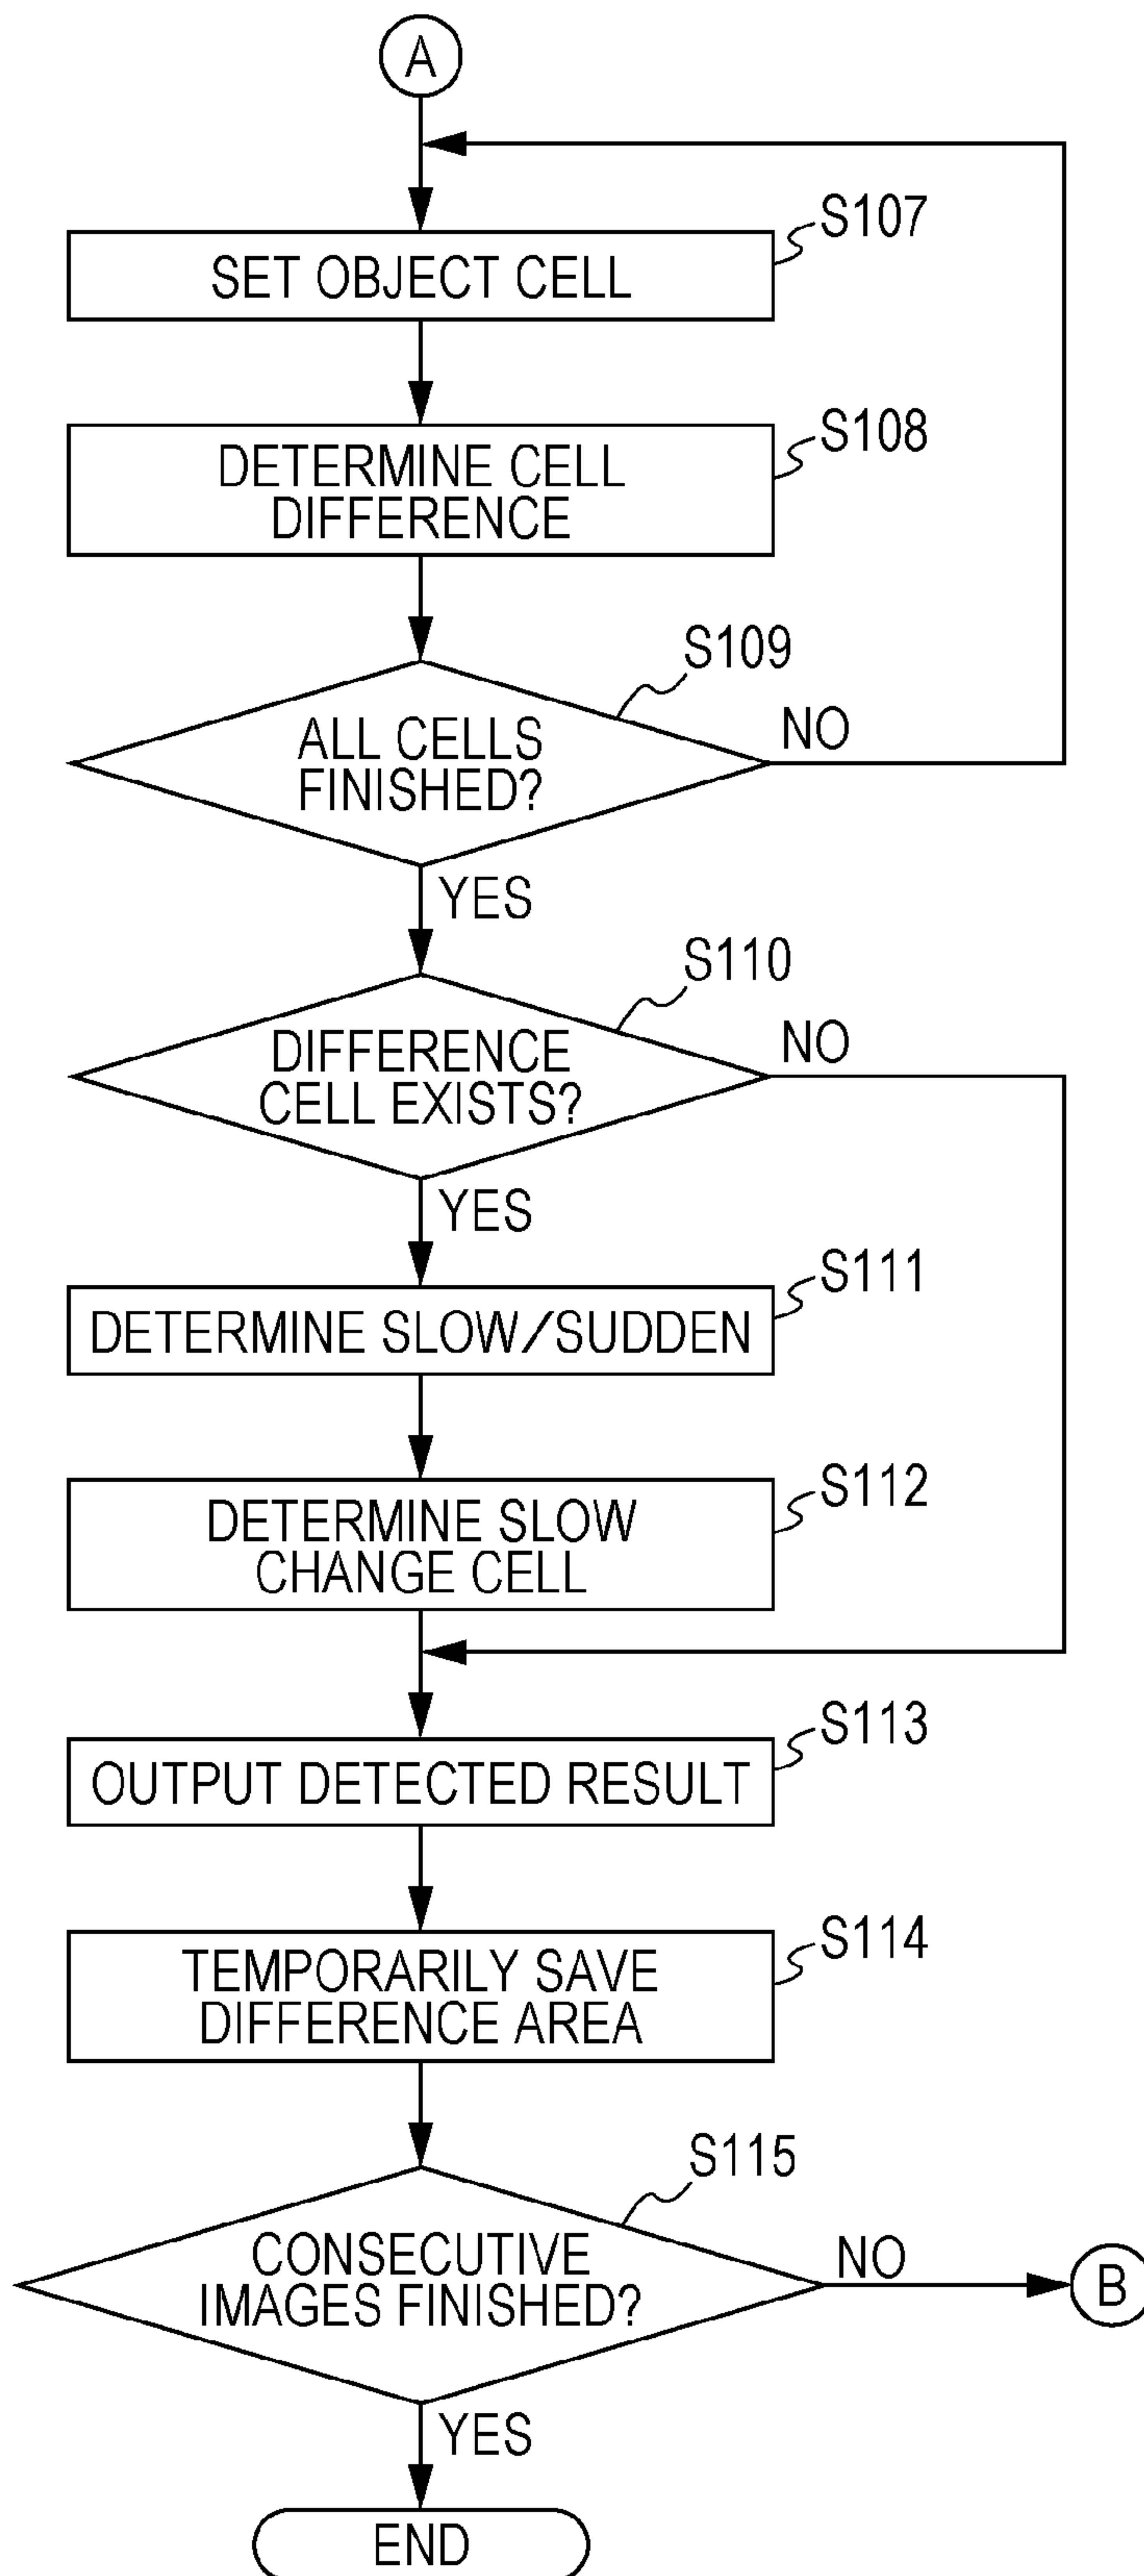 A
S107
SET OBJECT CELL
S108
DETERMINE CELL
DIFFERENCE
S109
ALL CELLS
FINISHED?
NO
YES
S110
DIFFERENCE
CELL EXISTS?
NO
YES
S111
DETERMINE SLOW/SUDDEN
S112
DETERMINE SLOW
CHANGE CELL
S113
OUTPUT DETECTED RESULT
S114
TEMPORARILY SAVE
DIFFERENCE AREA
S115
CONSECUTIVE
IMAGES FINISHED?
NO
B
YES
END